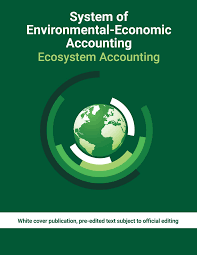 System of
Environmental-Economic
Accounting
Ecosystem Accounting
White cover publication, pre-edited text subject to official editing